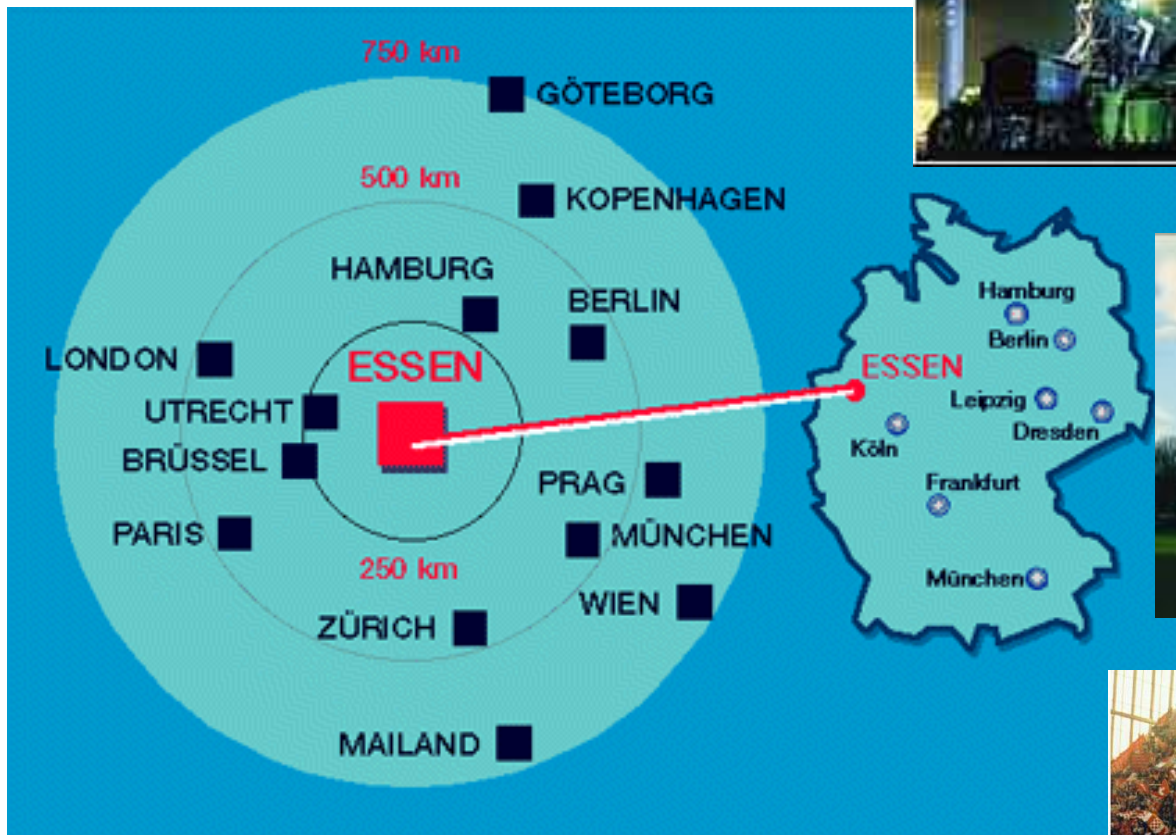 750 km
GÖTEBORG
500 km
KOPENHAGEN
HAMBURG
BERLIN
LONDON
ESSEN
UTRECHT
BRÜSSEL
PRAG
PARIS
MÜNCHEN
250 km
WIEN
ZÜRICH
MAILAND
Hamburg
Berlin
ESSEN
Leipzig
Dresden
Köln
Frankfurt
München